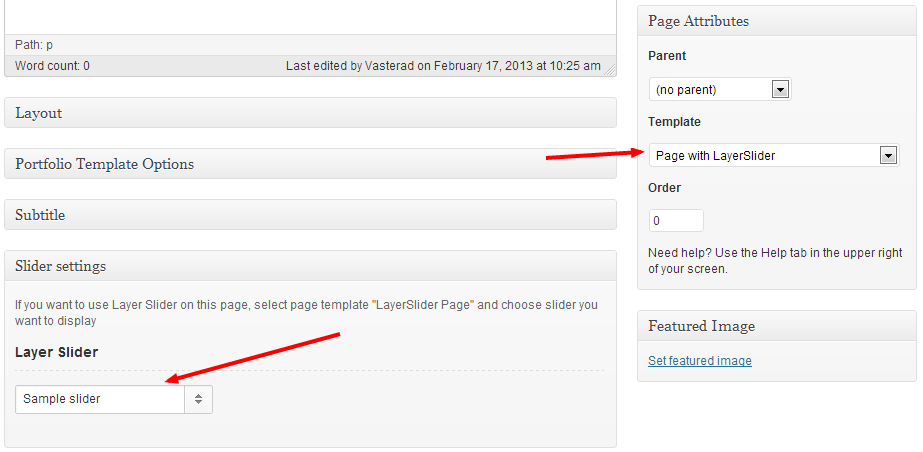 Path: p
Word count: 0
Last edited by Vasterad on February 17, 2013 at 10:25 am
Layout
Portfolio Template Options
Subtitle
Slider settings
If you want to use Layer Slider on this page, select page template "LayerSlider Page" and choose slider you
want to display
Layer Slider
Sample slider
Page Attributes
Parent
(no parent)
Template
Page with LayerSlider
Order
0
Need help? Use the Help tab in the upper right
of your screen.
Featured Image
Set featured image